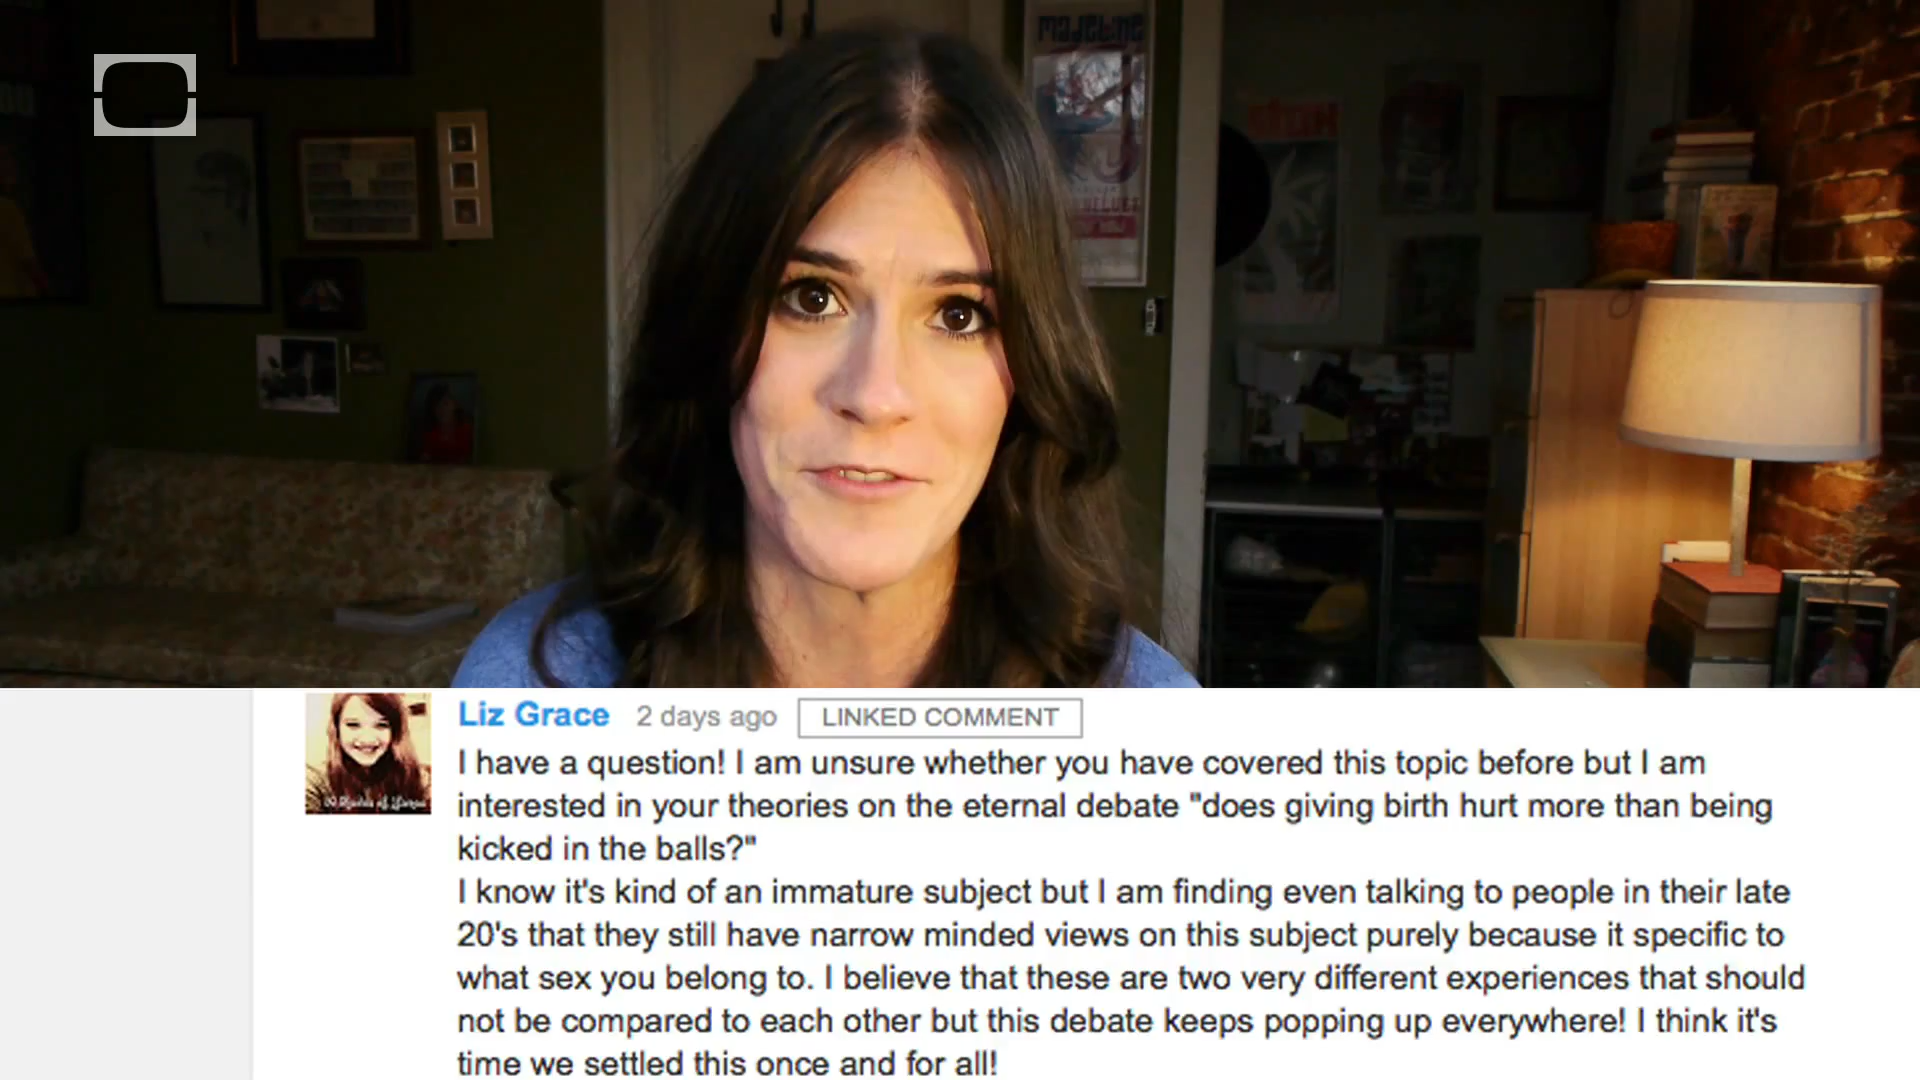 madeline
Liz Grace 2 days ago LINKED COMMENT
I have a question! I am unsure whether you have covered this topic before but I am
interested in your theories on the eternal debate "does giving birth hurt more than being
kicked in the balls?"
I know it's kind of an immature subject but I am finding even talking to people in their late
20's that they still have narrow minded views on this subject purely because it specific to
what sex you belong to. I believe that these are two very different experiences that should
not be compared to each other but this debate keeps popping up everywhere! I think it's
time we settled this once and for all!